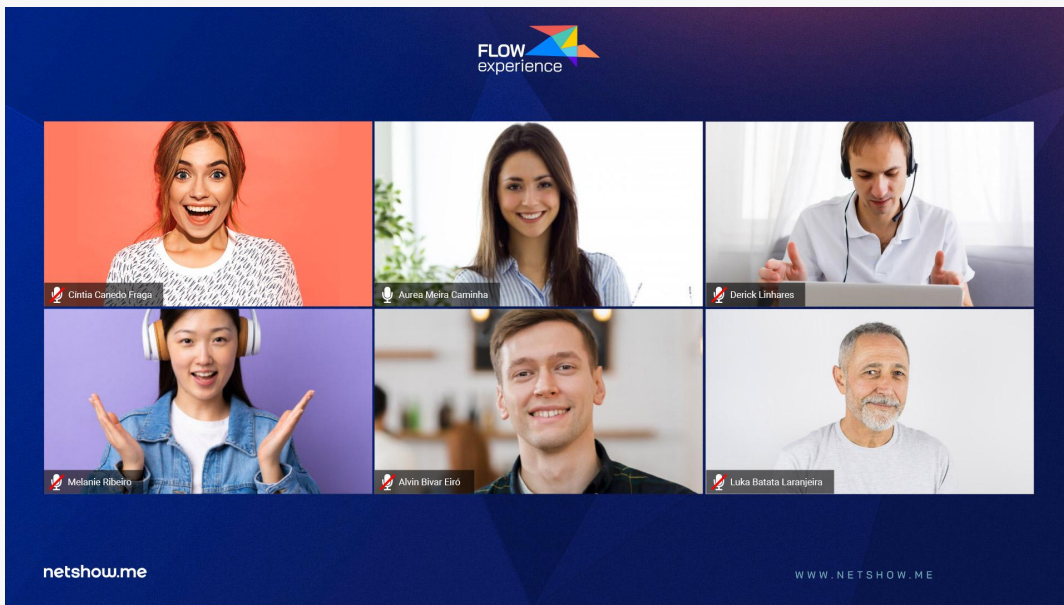 FLOW
experience
Cíntia Canedo Fraga
Aurea Meira Caminha
Derick Linhares
Melanie Ribeiro
Alvin Bivar Eiró
Luka Batata Laranjeira
netshow.me
WWW.NETSHOW.ME